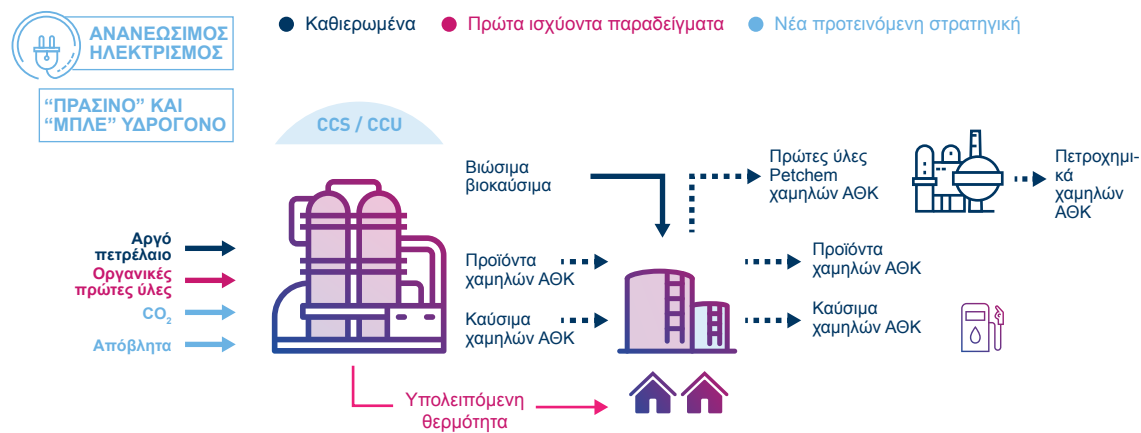 ΑΝΑΝΕΩΣΙΜΟΣ
ΗΛΕΚΤΡΙΣΜΟΣ
Καθιερωμένα
Πρώτα ισχύοντα παραδείγματα
Νέα προτεινόμενη στρατηγική
“ΠΡΑΣΙΝΟ” ΚΑΙ
“ΜΠΛΕ” ΥΔΡΟΓΟΝΟ
CCS / CCU
Βιώσιμα
βιοκαύσιμα
Πρώτες ύλες
Petchem
χαμηλών ΑΘΚ
Πετροχημι-
κά
χαμηλών
ΑΘΚ
Αργό
πετρέλαιο
Οργανικές
πρώτες ύλες
CO₂
Απόβλητα
Προϊόντα
χαμηλών ΑΘΚ
Καύσιμα
χαμηλών ΑΘΚ
Προϊόντα
χαμηλών ΑΘΚ
Καύσιμα
χαμηλών ΑΘΚ
Υπολειπόμενη
θερμότητα